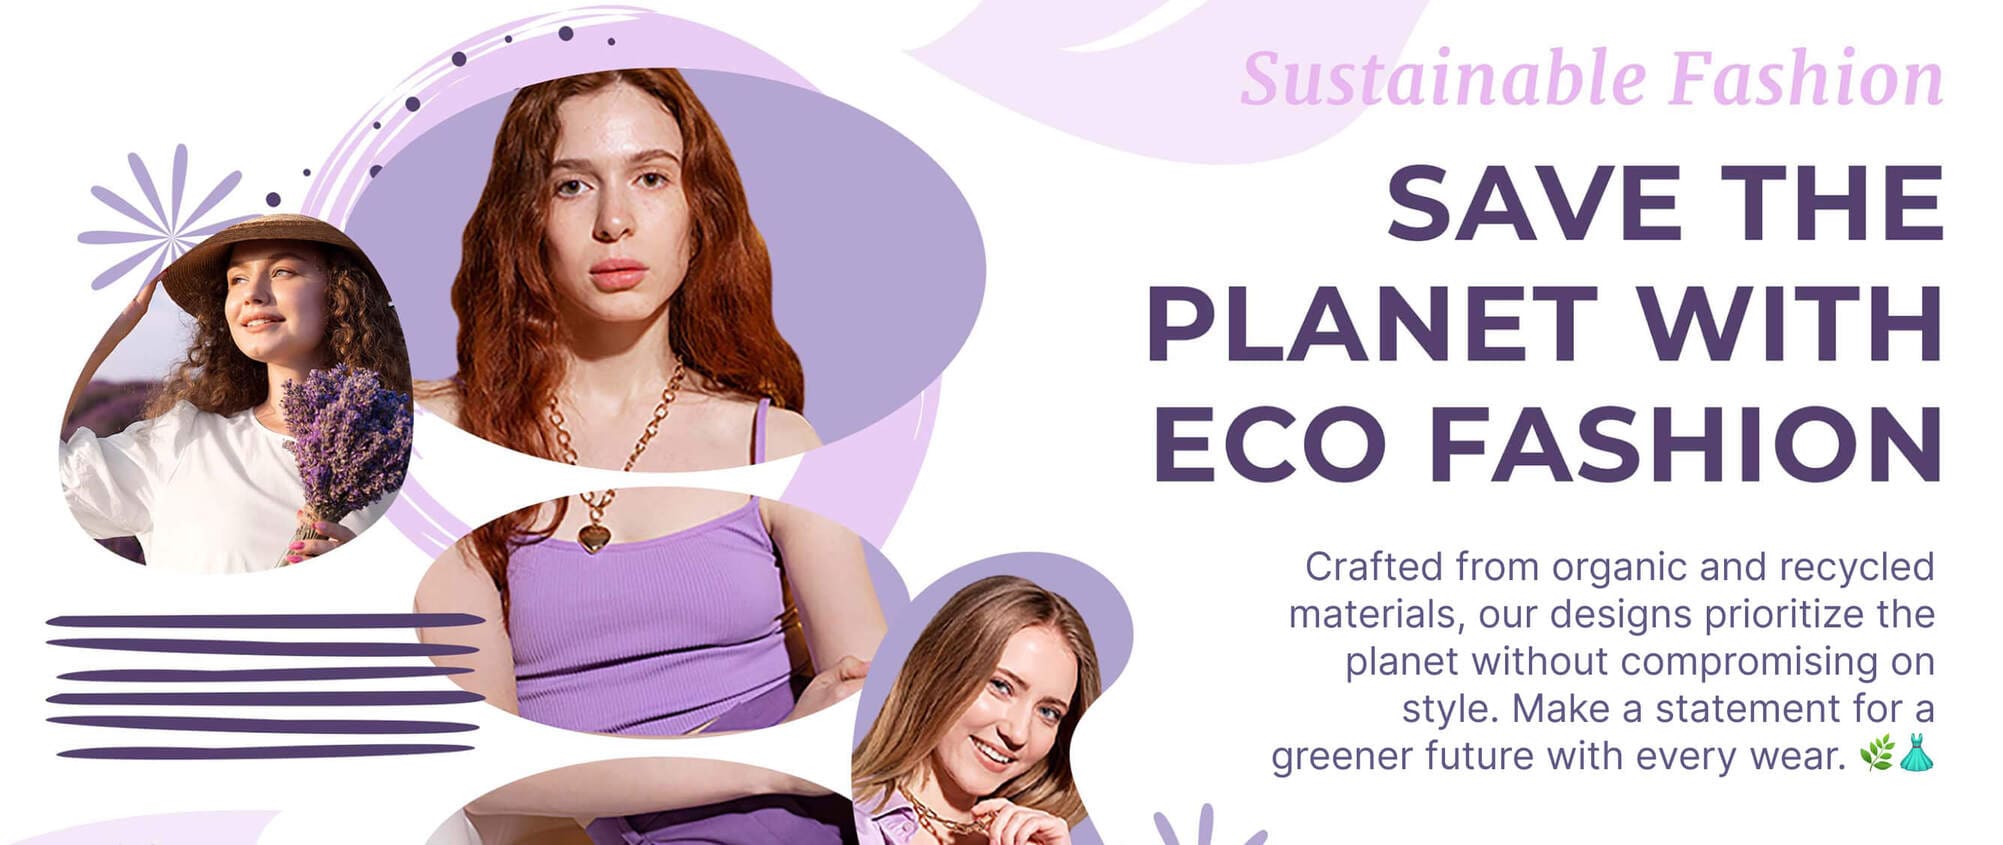 Sustainable Fashion
SAVE THE
PLANET WITH
ECO FASHION
Crafted from organic and recycled
materials, our designs prioritize the
planet without compromising on
style. Make a statement for a
greener future with every wear. 🌿👗